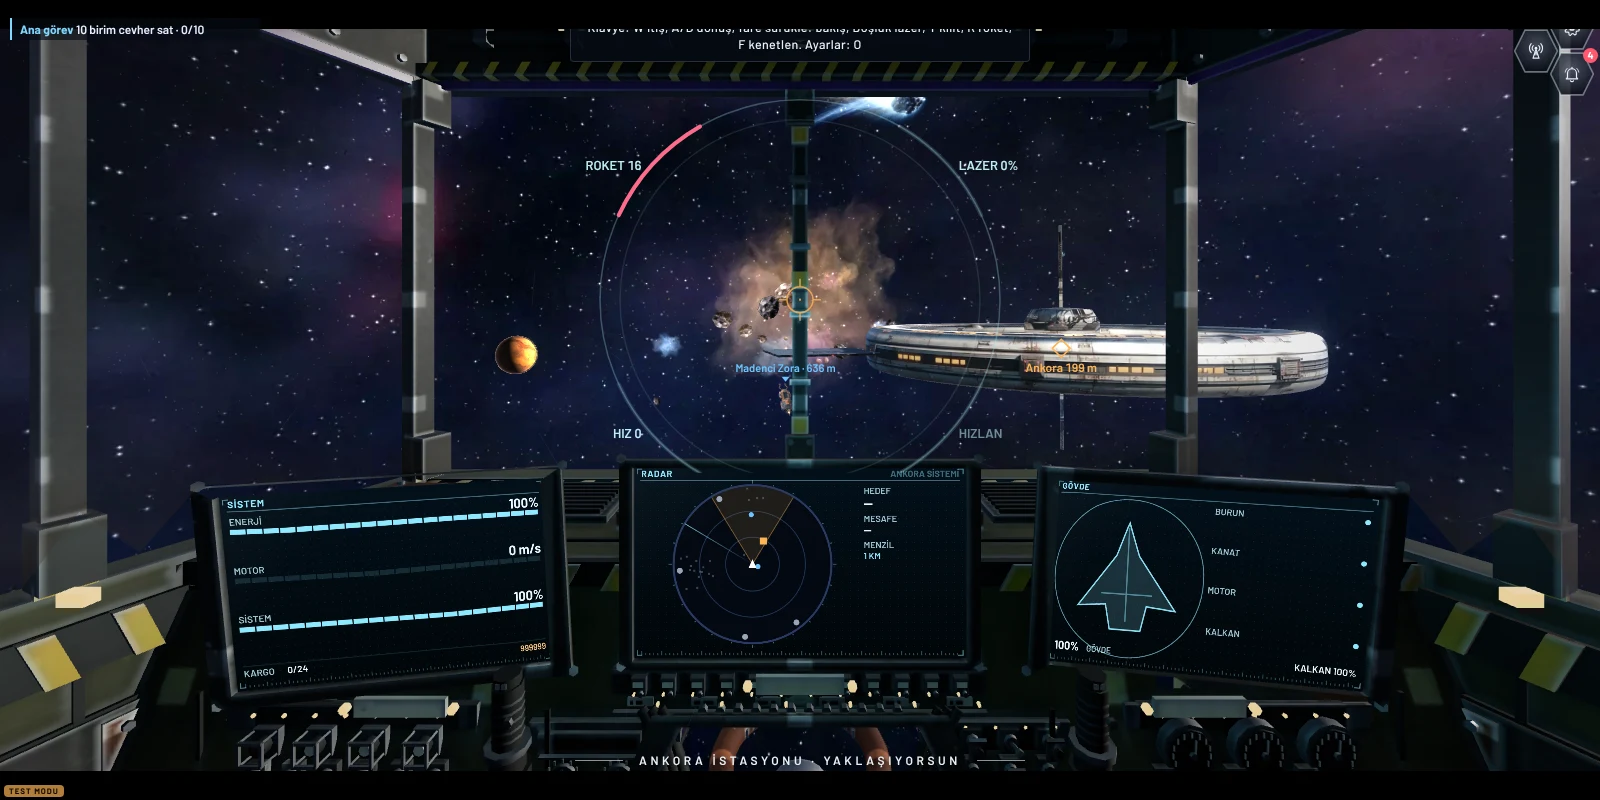 Ana görev 10 birim cevher sat · 0/10
F kenetlen. Ayarlar: O
4
ROKET 16
LAZER 0%
Madenci Zora · 636 m
Ankora 199 m
HIZ 0
HIZLAN
SİSTEM
100%
ENERJİ
0 m/s
MOTOR
100%
SİSTEM
999999
KARGO 0/24
RADAR
ANKORA SİSTEMİ
HEDEF
—
MESAFE
—
MENZİL
1 KM
GÖVDE
BURUN
KANAT
MOTOR
KALKAN
100% GÖVDE
KALKAN 100%
ANKORA İSTASYONU · YAKLAŞIYORSUN
TEST MODU